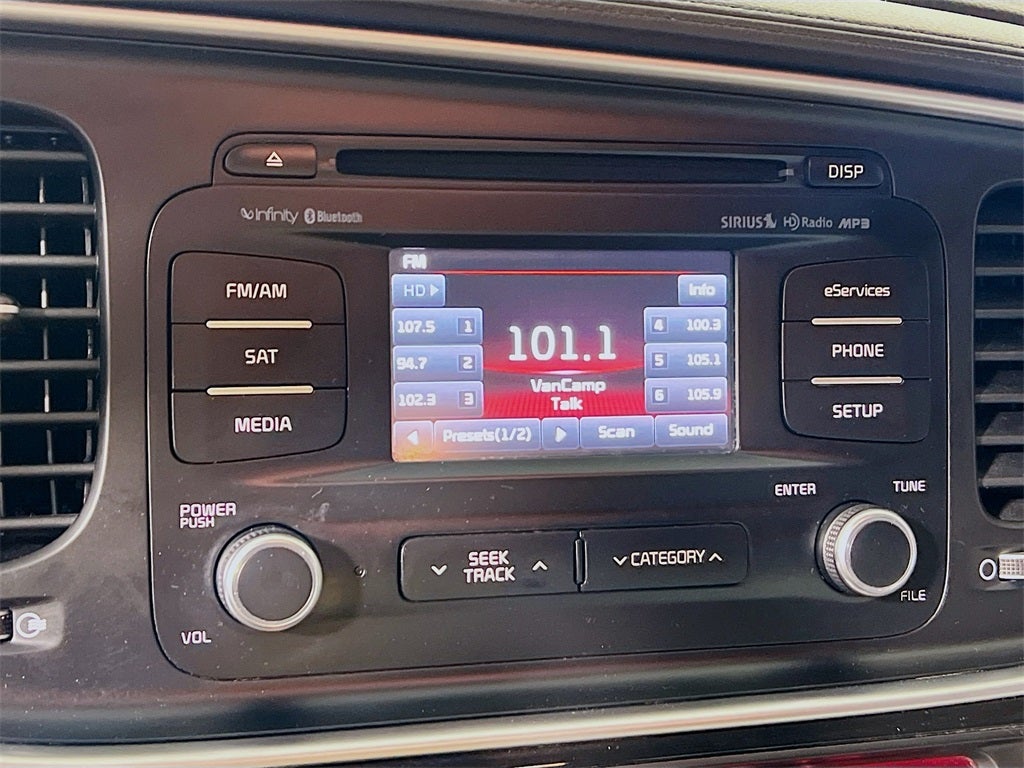 DISP
infinity Bluetooth
SIRIUS HD Radio MP3
FM/AM
SAT
MEDIA
FM
HD
Info
107.5 1
94.7 2
102.3 3
101.1
VanCamp
Talk
4 100.3
5 105.1
6 105.9
Presets(1/2)
Scan
Sound
eServices
PHONE
SETUP
POWER
PUSH
VOL
SEEK
TRACK
CATEGORY
ENTER
TUNE
FILE